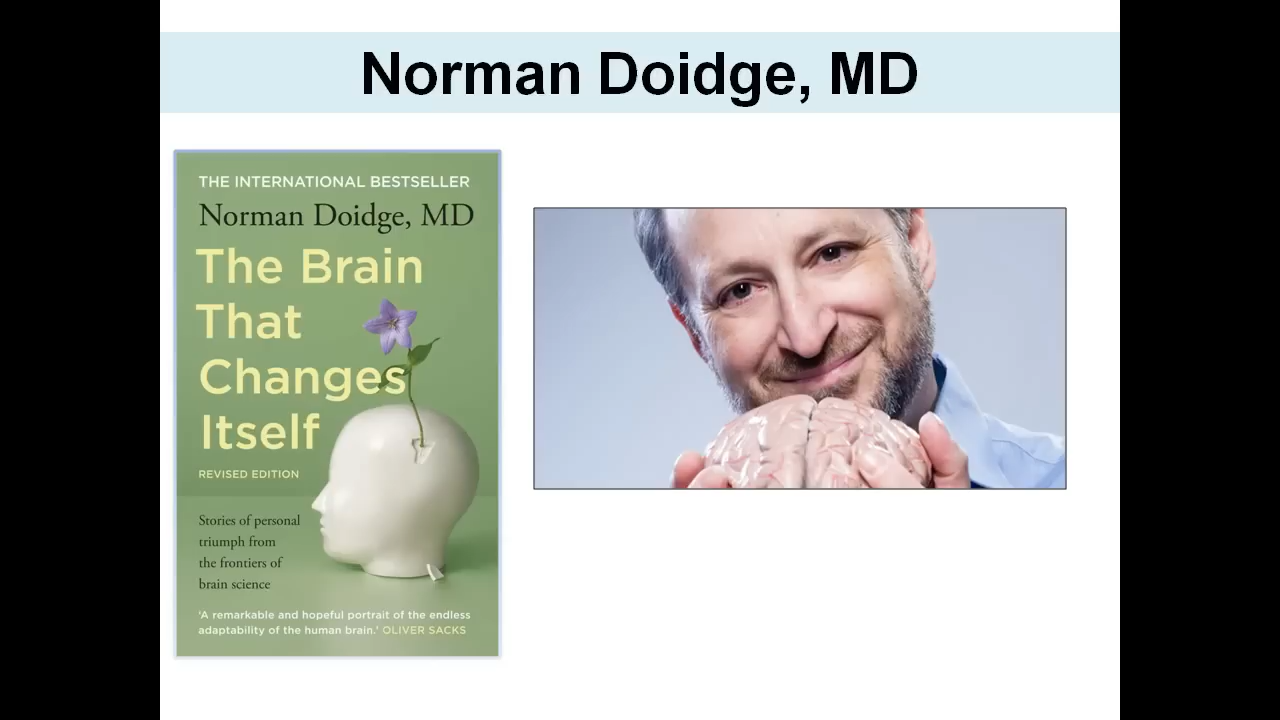 Norman Doidge, MD
THE INTERNATIONAL BESTSELLER
Norman Doidge, MD
The Brain
That
Changes
Itself
REVISED EDITION
Stories of personal
triumph from
the frontiers of
brain science
'A remarkable and hopeful portrait of the endless
adaptability of the human brain.' OLIVER SACKS